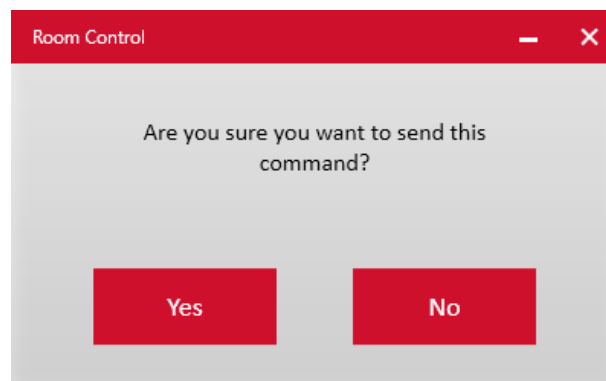 Room Control
Are you sure you want to send this
command?
Yes
No